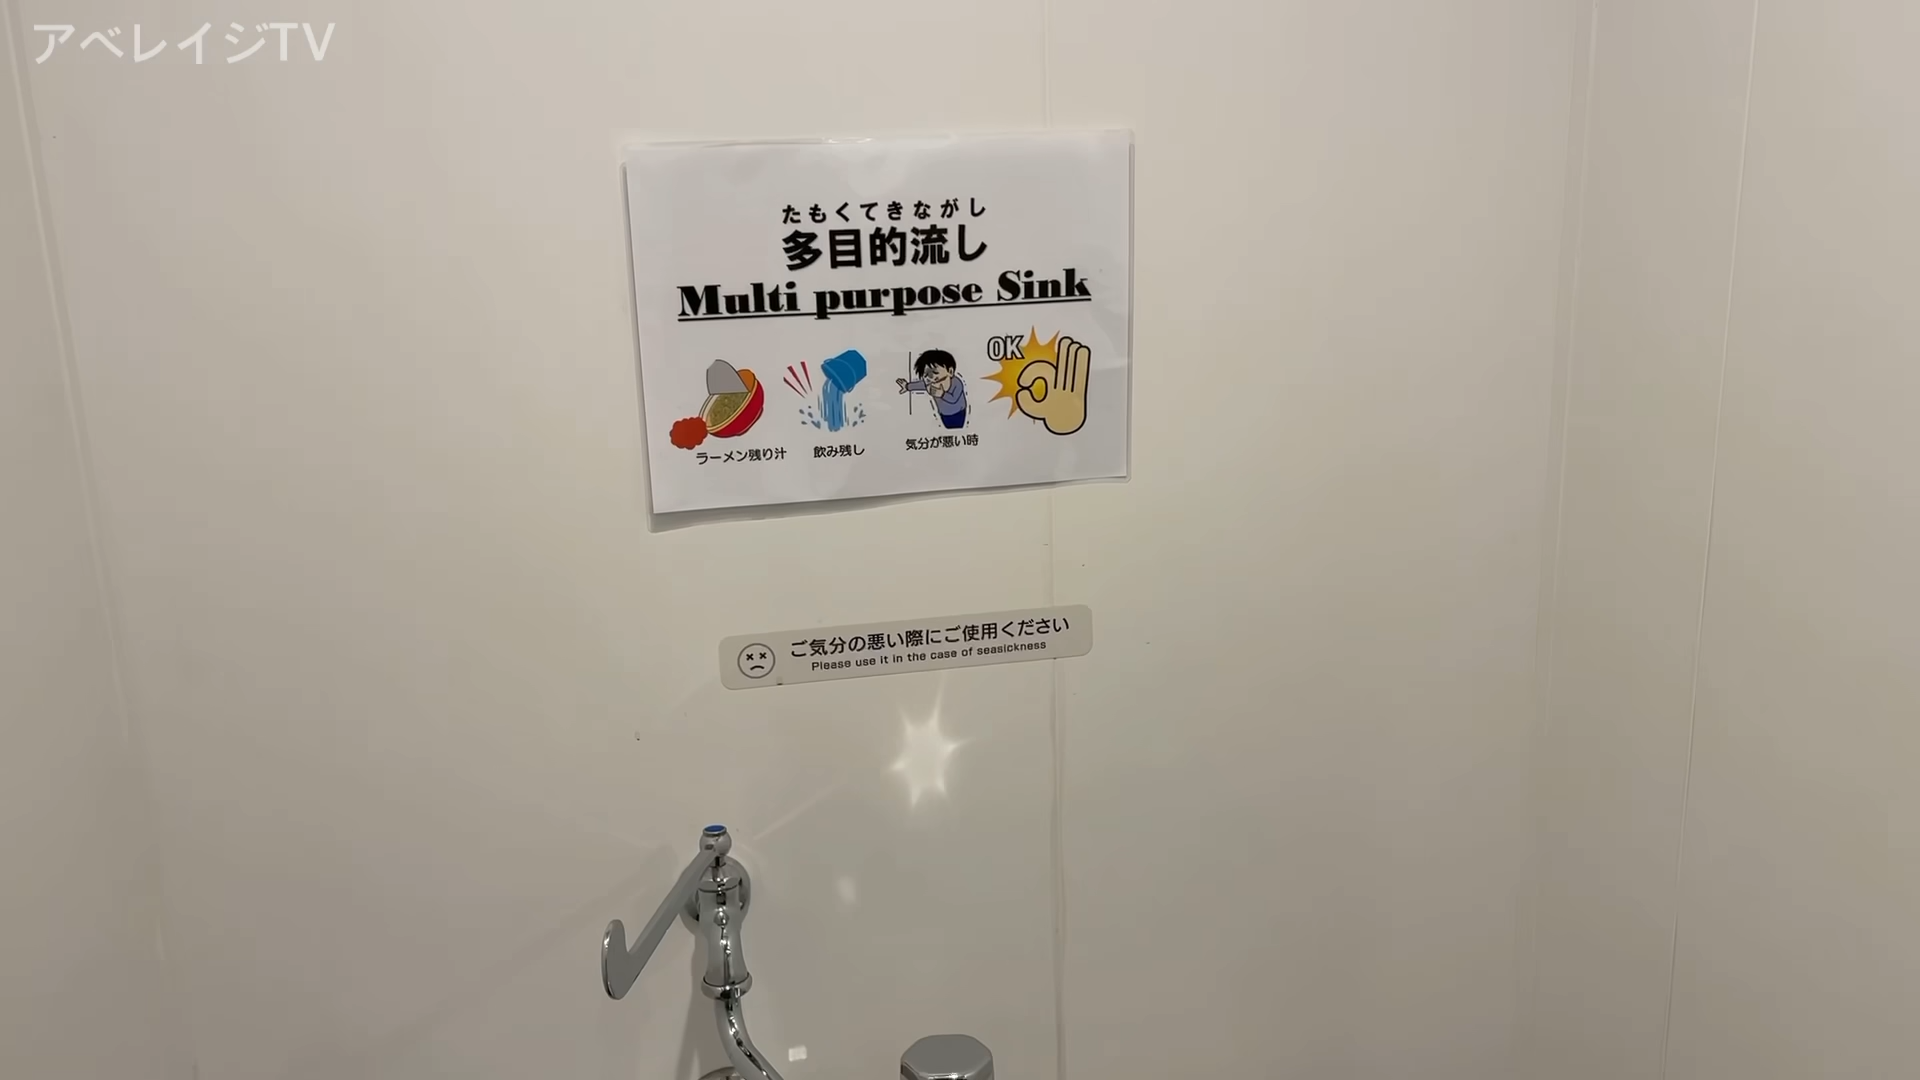 アベレイジTV
たもくてきながし
多目的流し
Multi purpose Sink
OK
ラーメン残り汁
飲み残し
気分が悪い時
ご気分の悪い際にご使用ください
Please use it in the case of seasickness